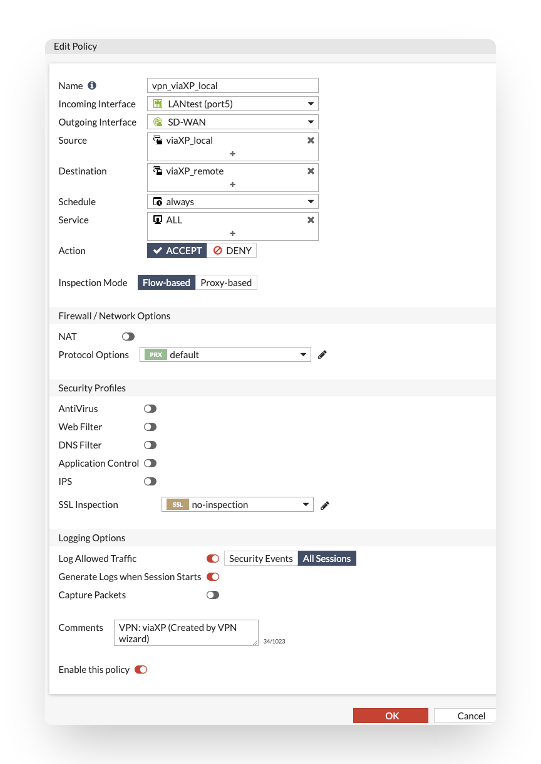 Edit Policy
Name
vpn_viaXP_local
Incoming Interface
LANtest (port5)
Outgoing Interface
SD-WAN
Source
viaXP_local
+
Destination
viaXP_remote
+
Schedule
always
Service
ALL
+
Action
ACCEPT
DENY
Inspection Mode
Flow-based
Proxy-based
Firewall / Network Options
NAT
Protocol Options
PRX
default
Security Profiles
AntiVirus
Web Filter
DNS Filter
Application Control
IPS
SSL Inspection
SSL
no-inspection
Logging Options
Log Allowed Traffic
Security Events
All Sessions
Generate Logs when Session Starts
Capture Packets
Comments
VPN: viaXP (Created by VPN
wizard)
34/1023
Enable this policy
OK
Cancel